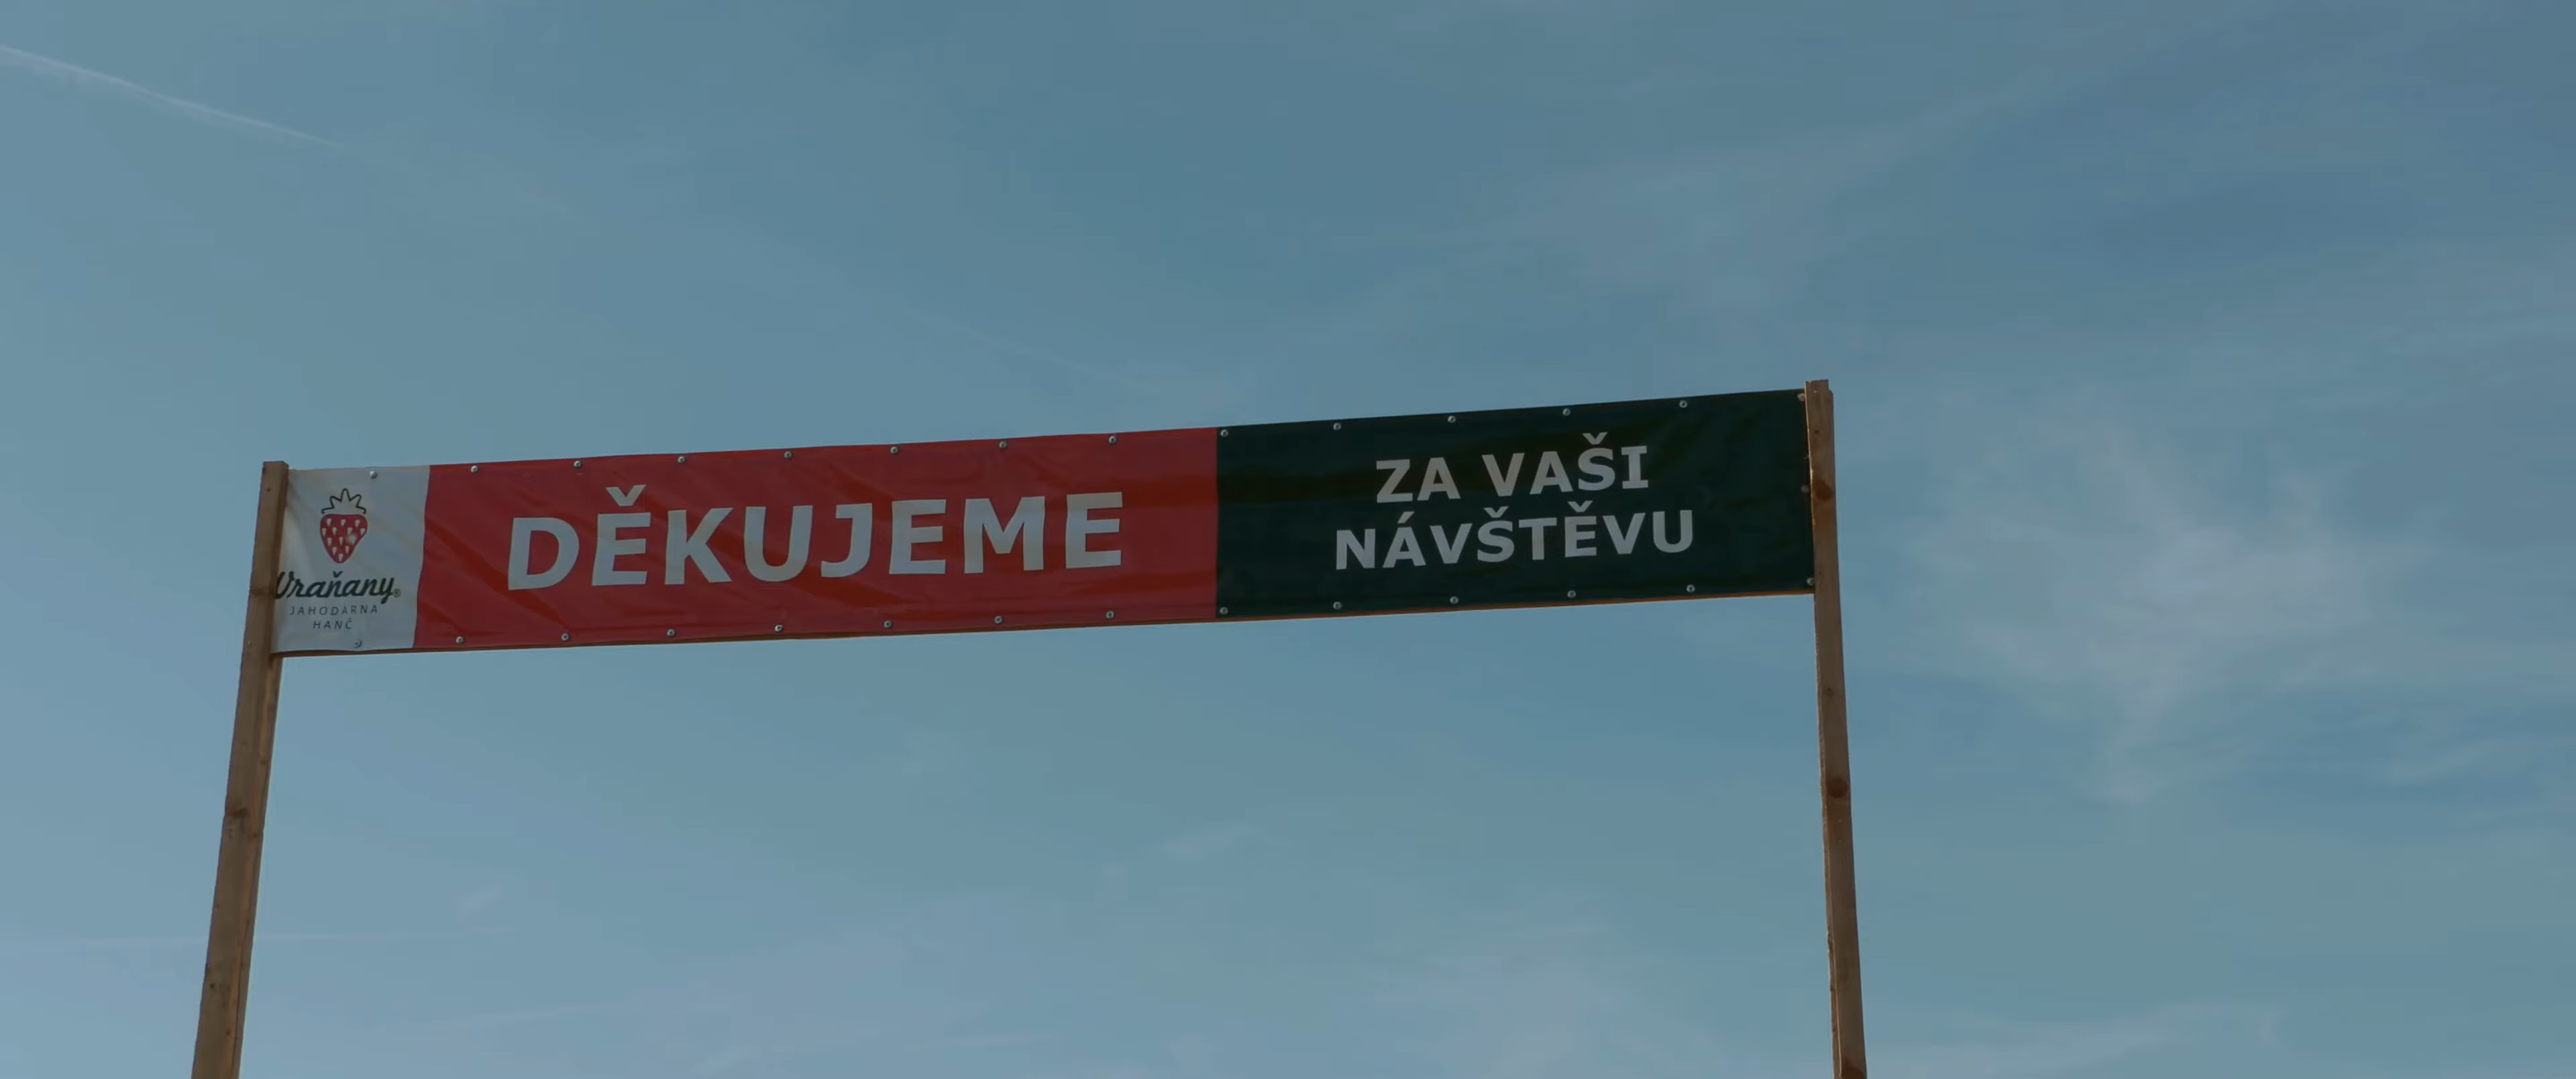 Vraňany®
JAHODÁRNA
HANČ
DĚKUJEME
ZA VAŠI
NÁVŠTĚVU